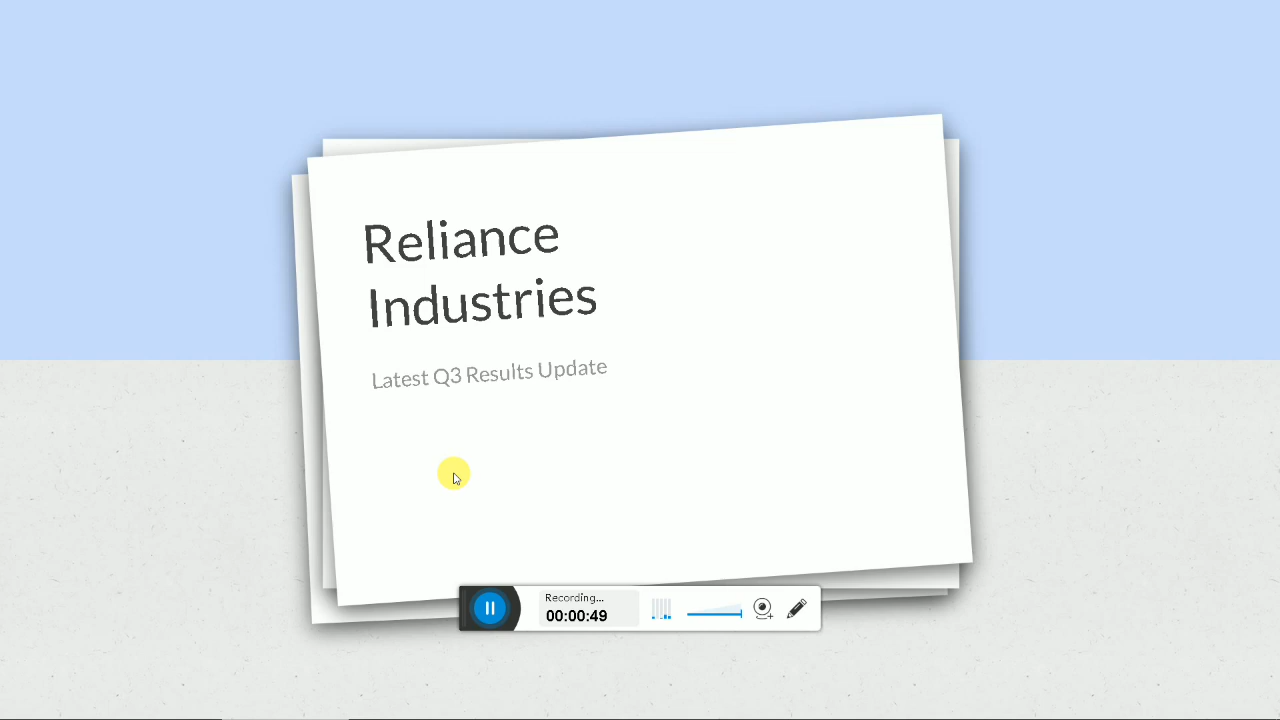 Reliance
Industries
Latest Q3 Results Update
Recording...
00:00:49